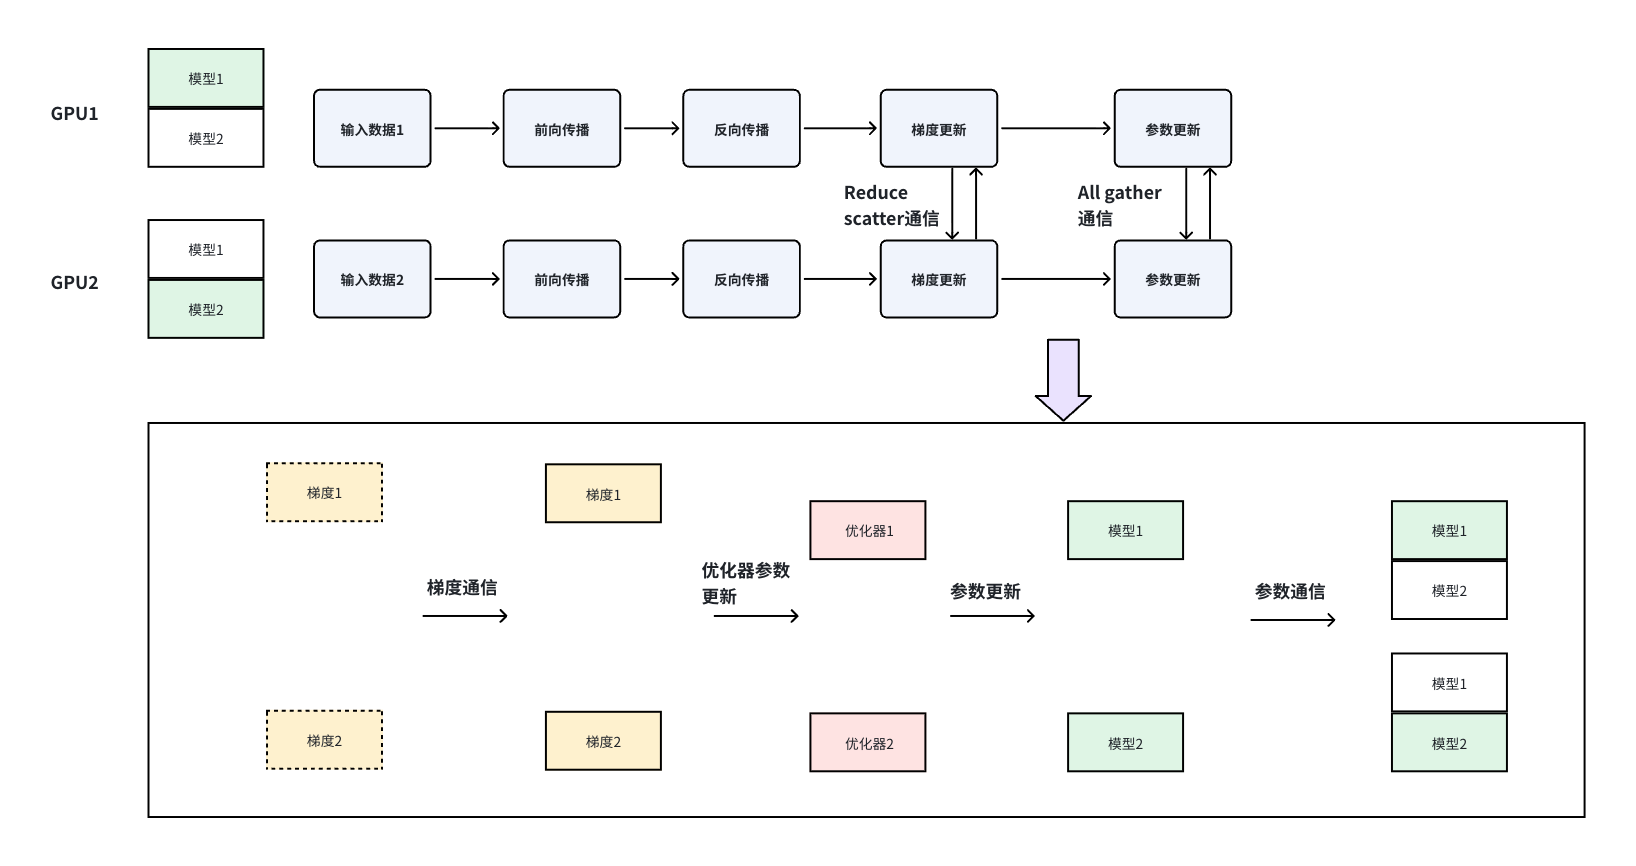 GPU1
模型1
模型2
输入数据1
前向传播
反向传播
梯度更新
参数更新
Reduce
scatter通信
All gather
通信
GPU2
模型1
模型2
输入数据2
前向传播
反向传播
梯度更新
参数更新
梯度1
梯度2
梯度通信
梯度1
梯度2
优化器参数
更新
优化器1
优化器2
参数更新
模型1
模型2
参数通信
模型1
模型2
模型1
模型2